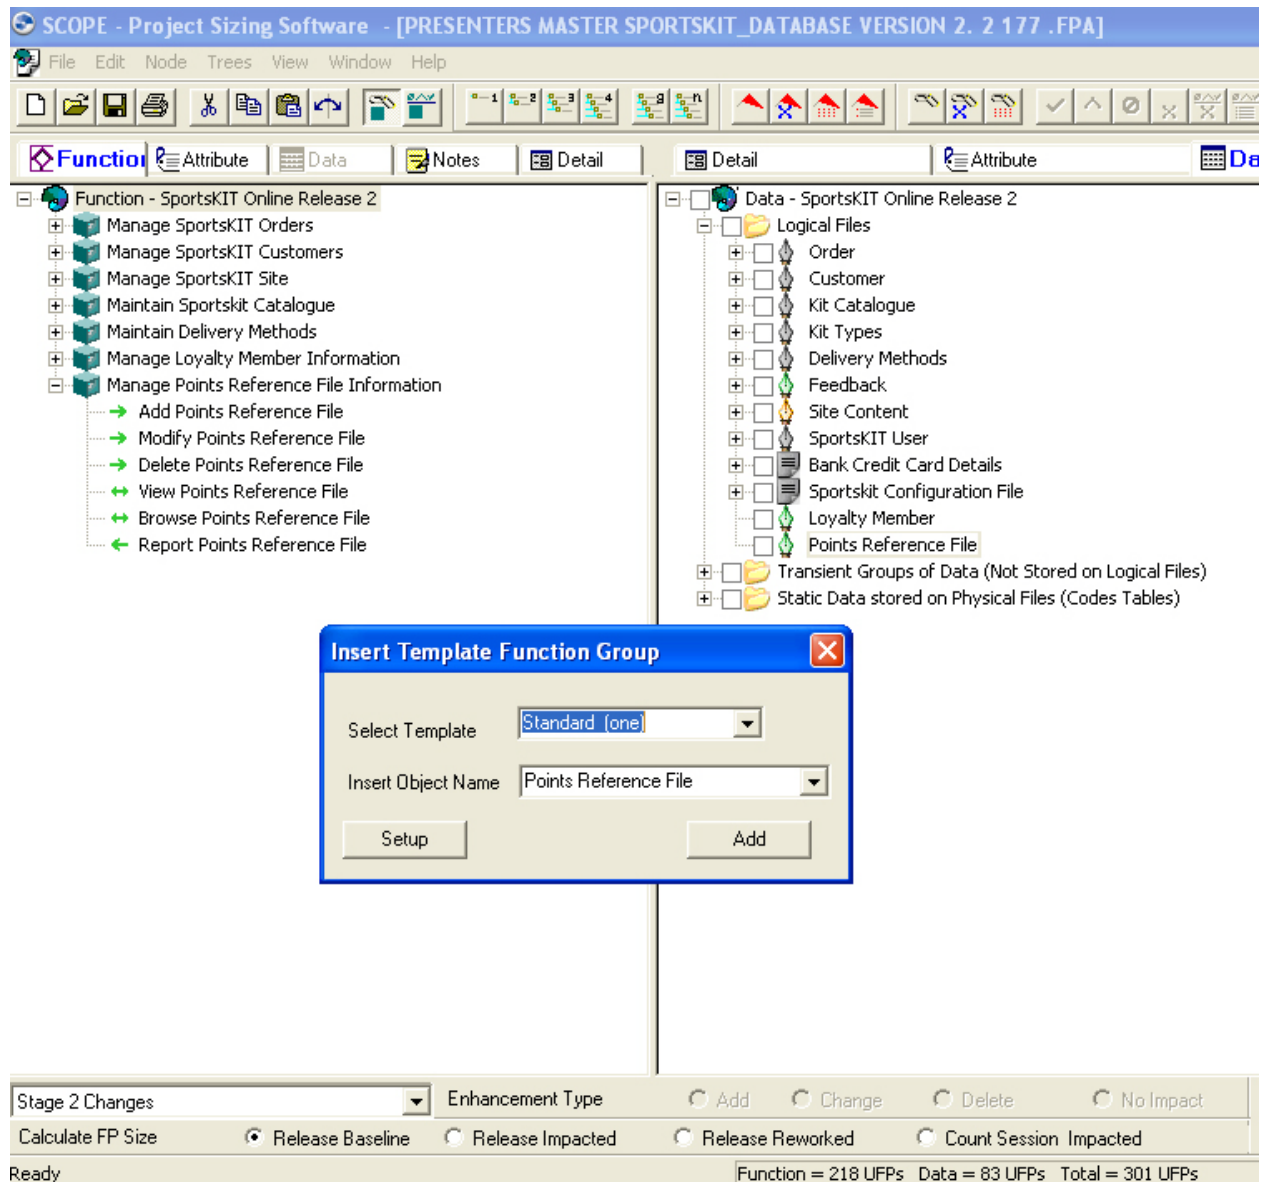 SCOPE - Project Sizing Software - [PRESENTERS MASTER SPORTSKIT_DATABASE VERSION 2. 2 177 .FPA]
File Edit Node Trees View Window Help
Function Attribute Data Notes Detail Detail Attribute Da
Function - SportsKIT Online Release 2
Manage SportsKIT Orders
Manage SportsKIT Customers
Manage SportsKIT Site
Maintain Sportskit Catalogue
Maintain Delivery Methods
Manage Loyalty Member Information
Manage Points Reference File Information
Add Points Reference File
Modify Points Reference File
Delete Points Reference File
View Points Reference File
Browse Points Reference File
Report Points Reference File
Data - SportsKIT Online Release 2
Logical Files
Order
Customer
Kit Catalogue
Kit Types
Delivery Methods
Feedback
Site Content
SportsKIT User
Bank Credit Card Details
Sportskit Configuration File
Loyalty Member
Points Reference File
Transient Groups of Data (Not Stored on Logical Files)
Static Data stored on Physical Files (Codes Tables)
Insert Template Function Group
Select Template Standard (one)
Insert Object Name Points Reference File
Setup Add
Stage 2 Changes Enhancement Type Add Change Delete No Impact
Calculate FP Size Release Baseline Release Impacted Release Reworked Count Session Impacted
Ready Function = 218 UFPs Data = 83 UFPs Total = 301 UFPs